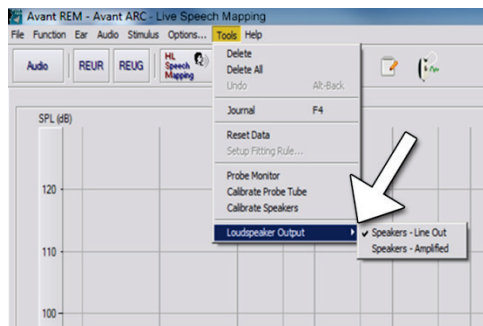 Avant REM - Avant ARC - Live Speech Mapping
File Function Ear Audio Stimulus Options... Tools Help
Audio REUR REUG HL Speech Mapping
Delete
Delete All
Undo Alt-Back
Journal F4
Reset Data
Setup Fitting Rule...
Probe Monitor
Calibrate Probe Tube
Calibrate Speakers
Loudspeaker Output
Speakers - Line Out
Speakers - Amplified
SPL (dB)
120
110
100